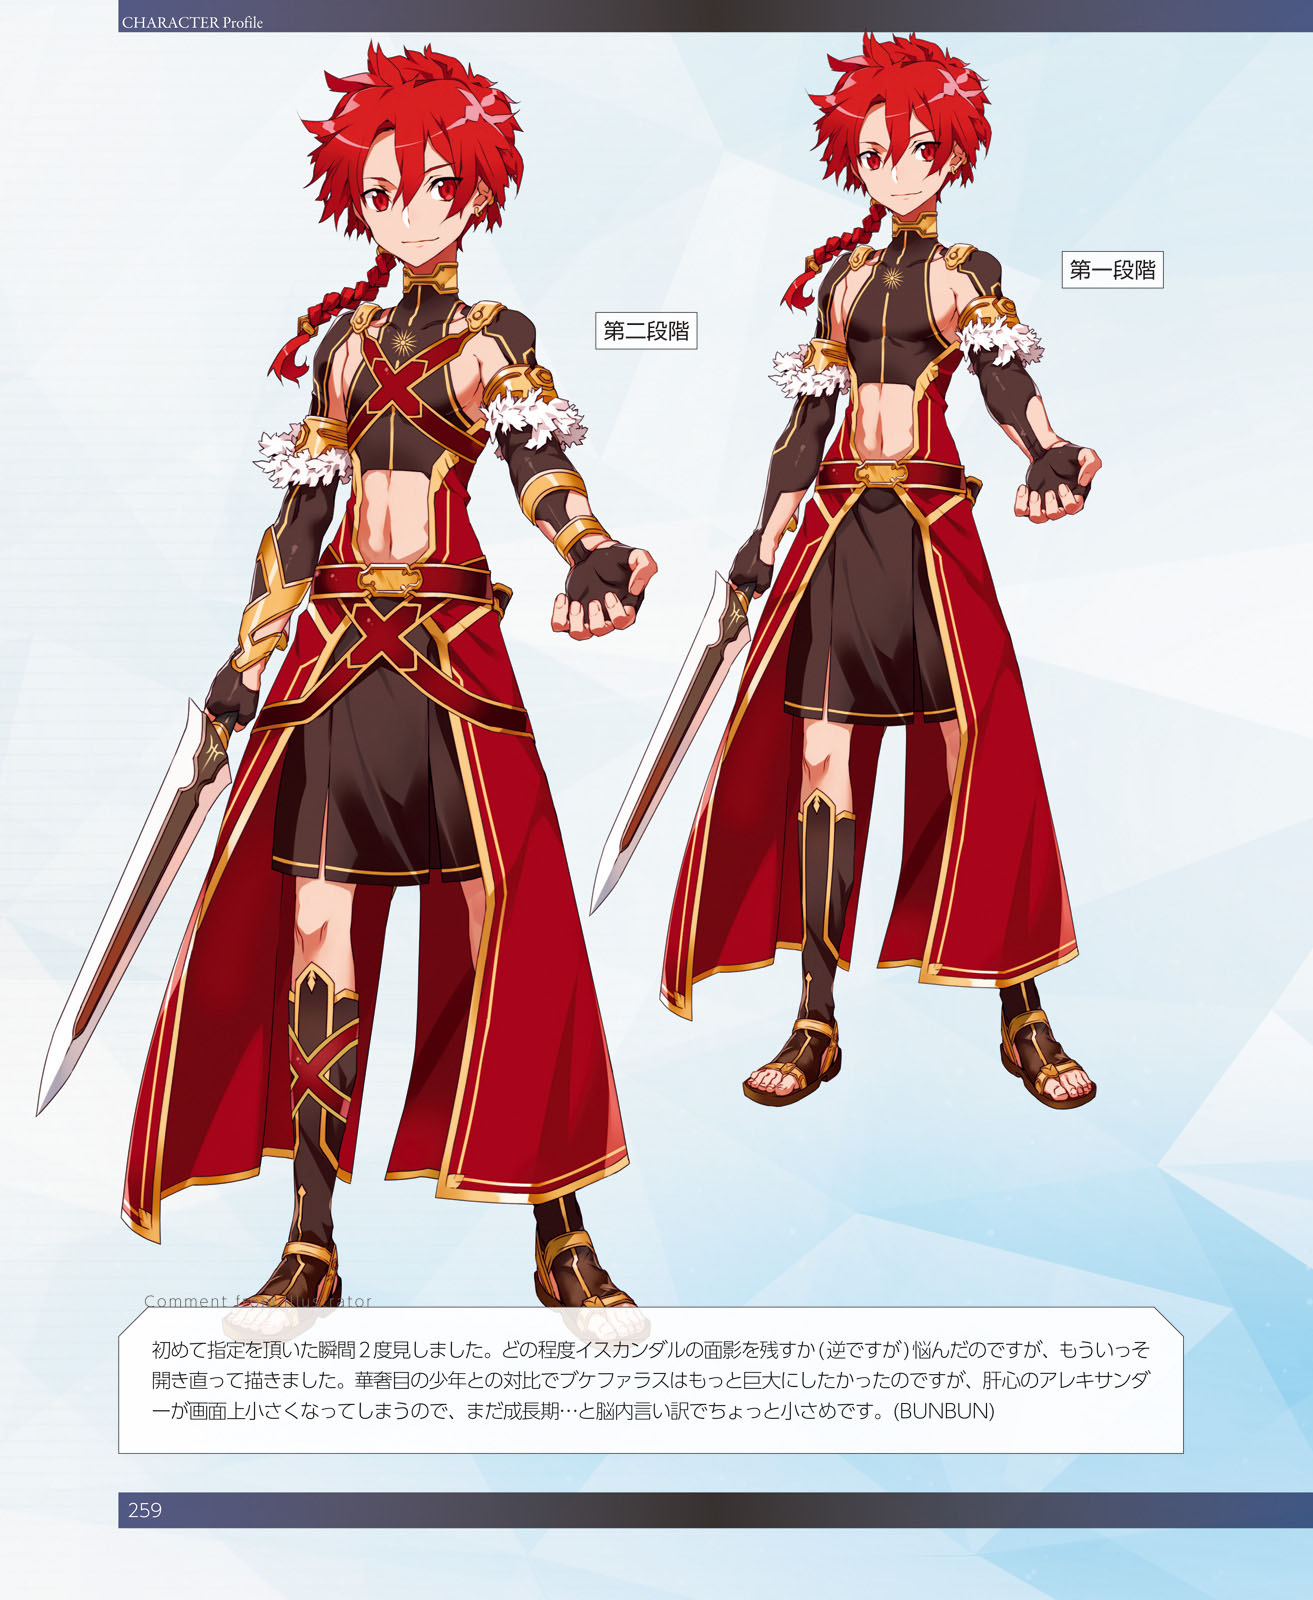 CHARACTER Profile
第一段階
第二段階
Comment from illustrator
初めて指定を頂いた瞬間２度見しました。どの程度イスカンダルの面影を残すか(逆ですが)悩んだのですが、もういっそ
開き直って描きました。華奢目の少年との対比でブケファラスはもっと巨大にしたかったのですが、肝心のアレキサンダ
ーが画面上小さくなってしまうので、まだ成長期…と脳内言い訳でちょっと小さめです。(BUNBUN)
259